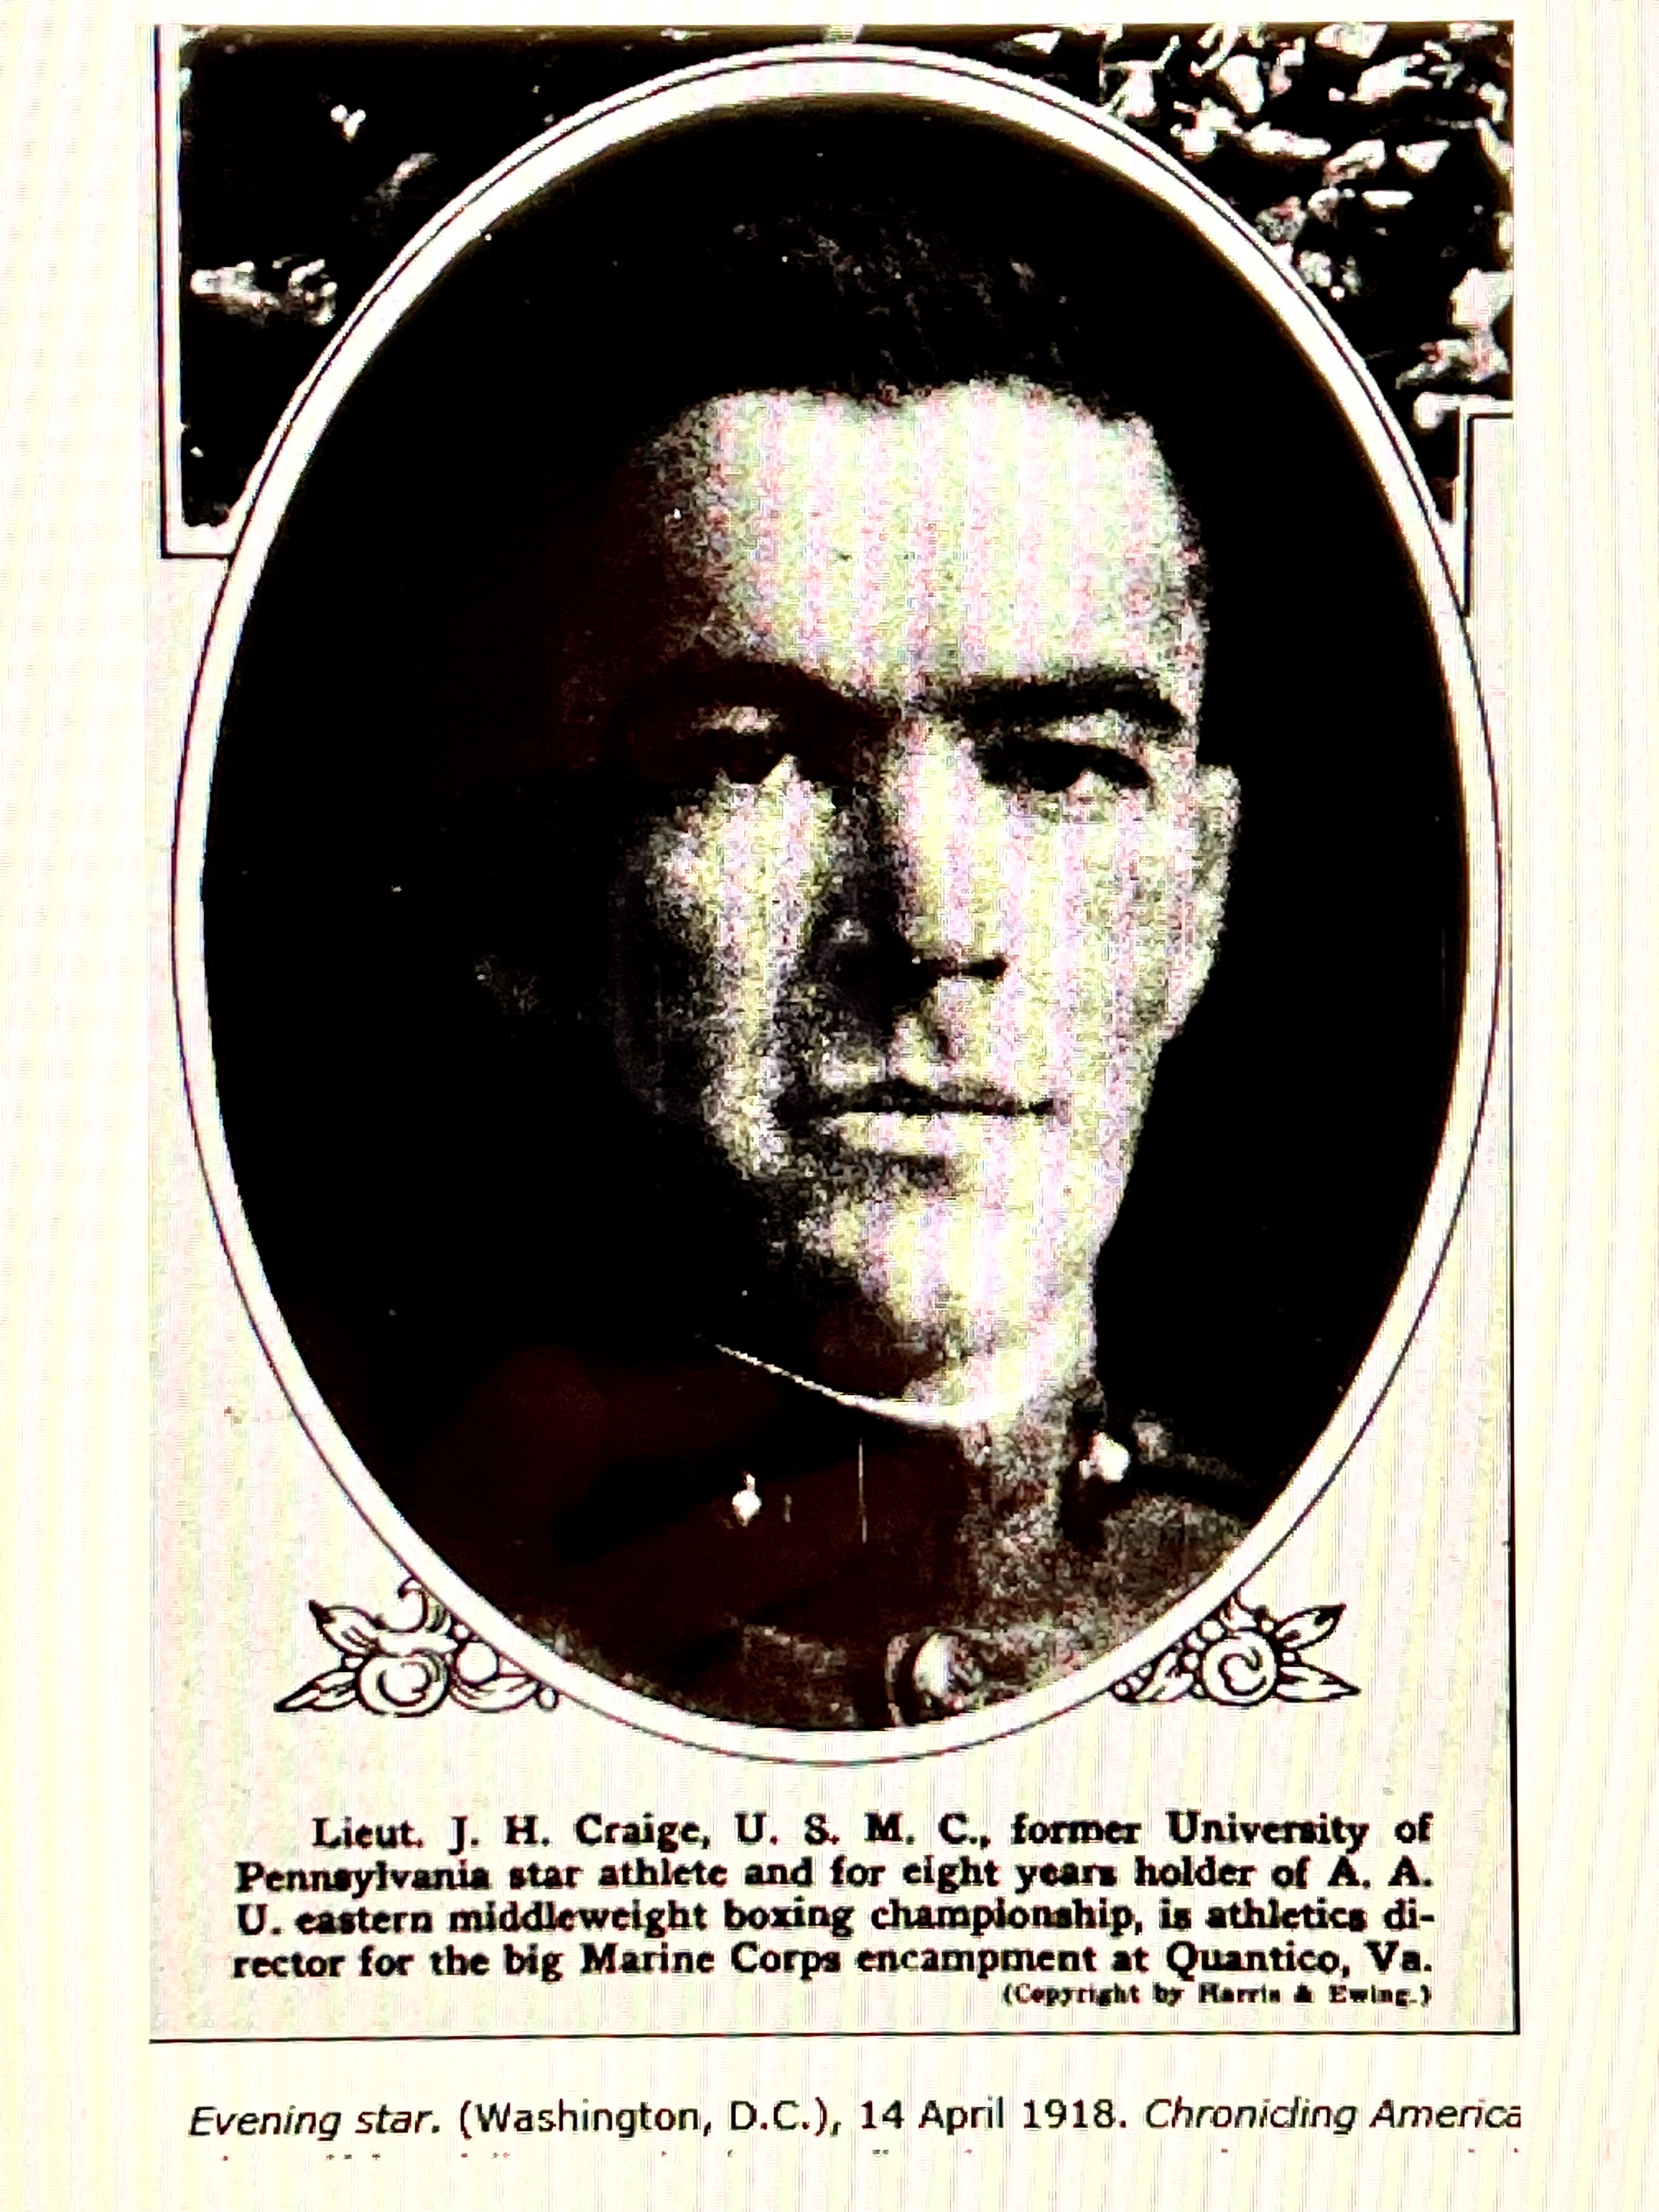 Lieut. J. H. Craige, U. S. M. C., former University of
Pennsylvania star athlete and for eight years holder of A. A.
U. eastern middleweight boxing championship, is athletics di-
rector for the big Marine Corps encampment at Quantico, Va.
(Copyright by Harris & Ewing.)
Evening star. (Washington, D.C.), 14 April 1918. Chronicling America